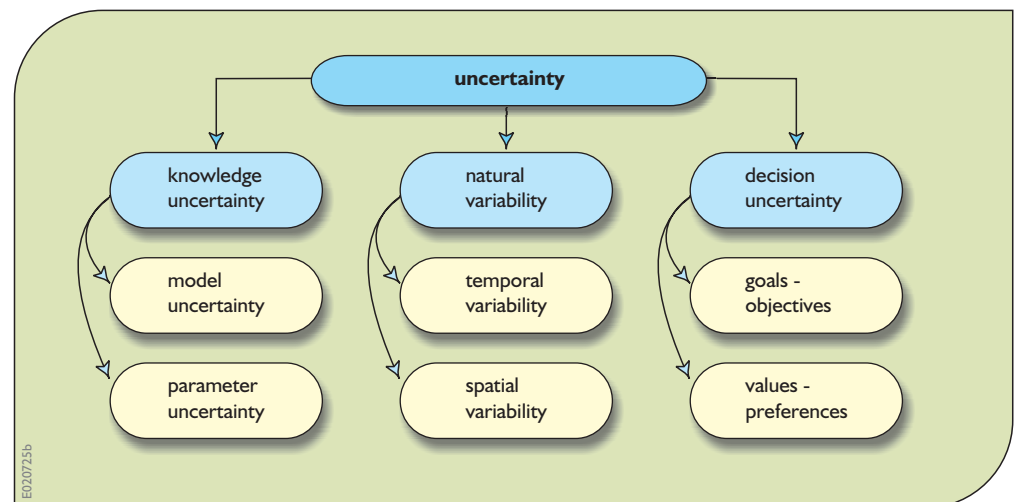 uncertainty
knowledge
uncertainty
natural
variability
decision
uncertainty
model
uncertainty
temporal
variability
goals -
objectives
parameter
uncertainty
spatial
variability
values -
preferences
E020725b